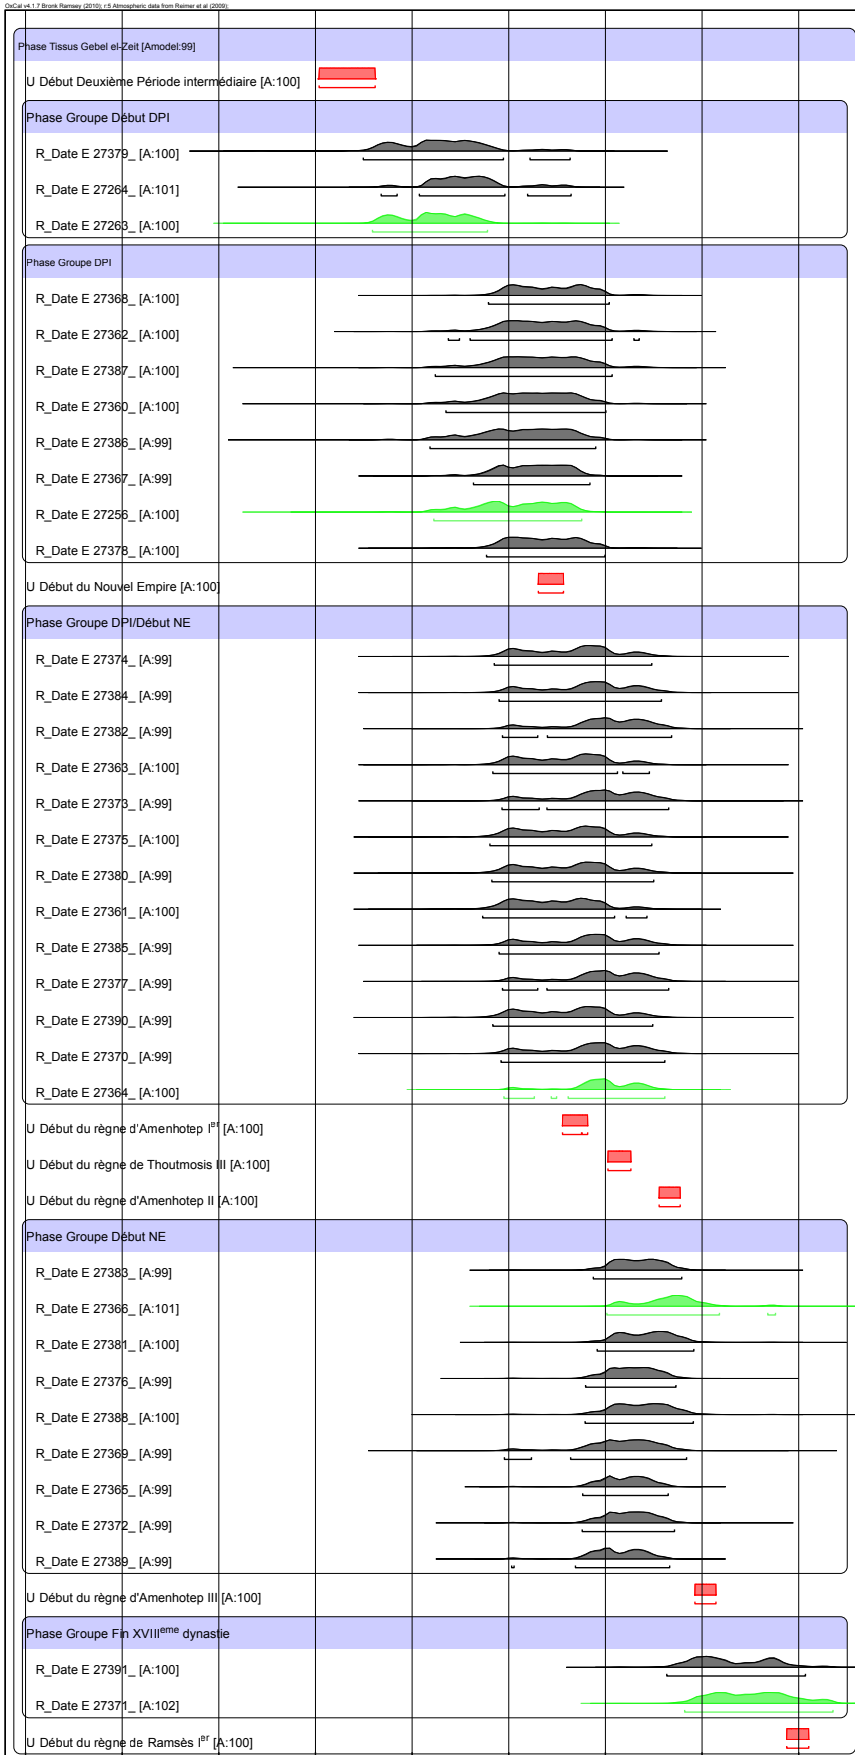 OxCal v4.1.7 Bronk Ramsey (2010); r:5 Atmospheric data from Reimer et al (2009);
Phase Tissus Gebel el-Zeit [Amodel:99]
U Début Deuxième Période intermédiaire [A:100]
Phase Groupe Début DPI
R_Date E 27379_ [A:100]
R_Date E 27264_ [A:101]
R_Date E 27263_ [A:100]
Phase Groupe DPI
R_Date E 27368_ [A:100]
R_Date E 27362_ [A:100]
R_Date E 27387_ [A:100]
R_Date E 27360_ [A:100]
R_Date E 27386_ [A:99]
R_Date E 27367_ [A:99]
R_Date E 27256_ [A:100]
R_Date E 27378_ [A:100]
U Début du Nouvel Empire [A:100]
Phase Groupe DPI/Début NE
R_Date E 27374_ [A:99]
R_Date E 27384_ [A:99]
R_Date E 27382_ [A:99]
R_Date E 27363_ [A:100]
R_Date E 27373_ [A:99]
R_Date E 27375_ [A:100]
R_Date E 27380_ [A:99]
R_Date E 27361_ [A:100]
R_Date E 27385_ [A:99]
R_Date E 27377_ [A:99]
R_Date E 27390_ [A:99]
R_Date E 27370_ [A:99]
R_Date E 27364_ [A:100]
U Début du règne d'Amenhotep Iᵉʳ [A:100]
U Début du règne de Thoutmosis III [A:100]
U Début du règne d'Amenhotep II [A:100]
Phase Groupe Début NE
R_Date E 27383_ [A:99]
R_Date E 27366_ [A:101]
R_Date E 27381_ [A:100]
R_Date E 27376_ [A:99]
R_Date E 27388_ [A:100]
R_Date E 27369_ [A:99]
R_Date E 27365_ [A:99]
R_Date E 27372_ [A:99]
R_Date E 27389_ [A:99]
U Début du règne d'Amenhotep III [A:100]
Phase Groupe Fin XVIIIᵉᵐᵉ dynastie
R_Date E 27391_ [A:100]
R_Date E 27371_ [A:102]
U Début du règne de Ramsès Iᵉʳ [A:100]